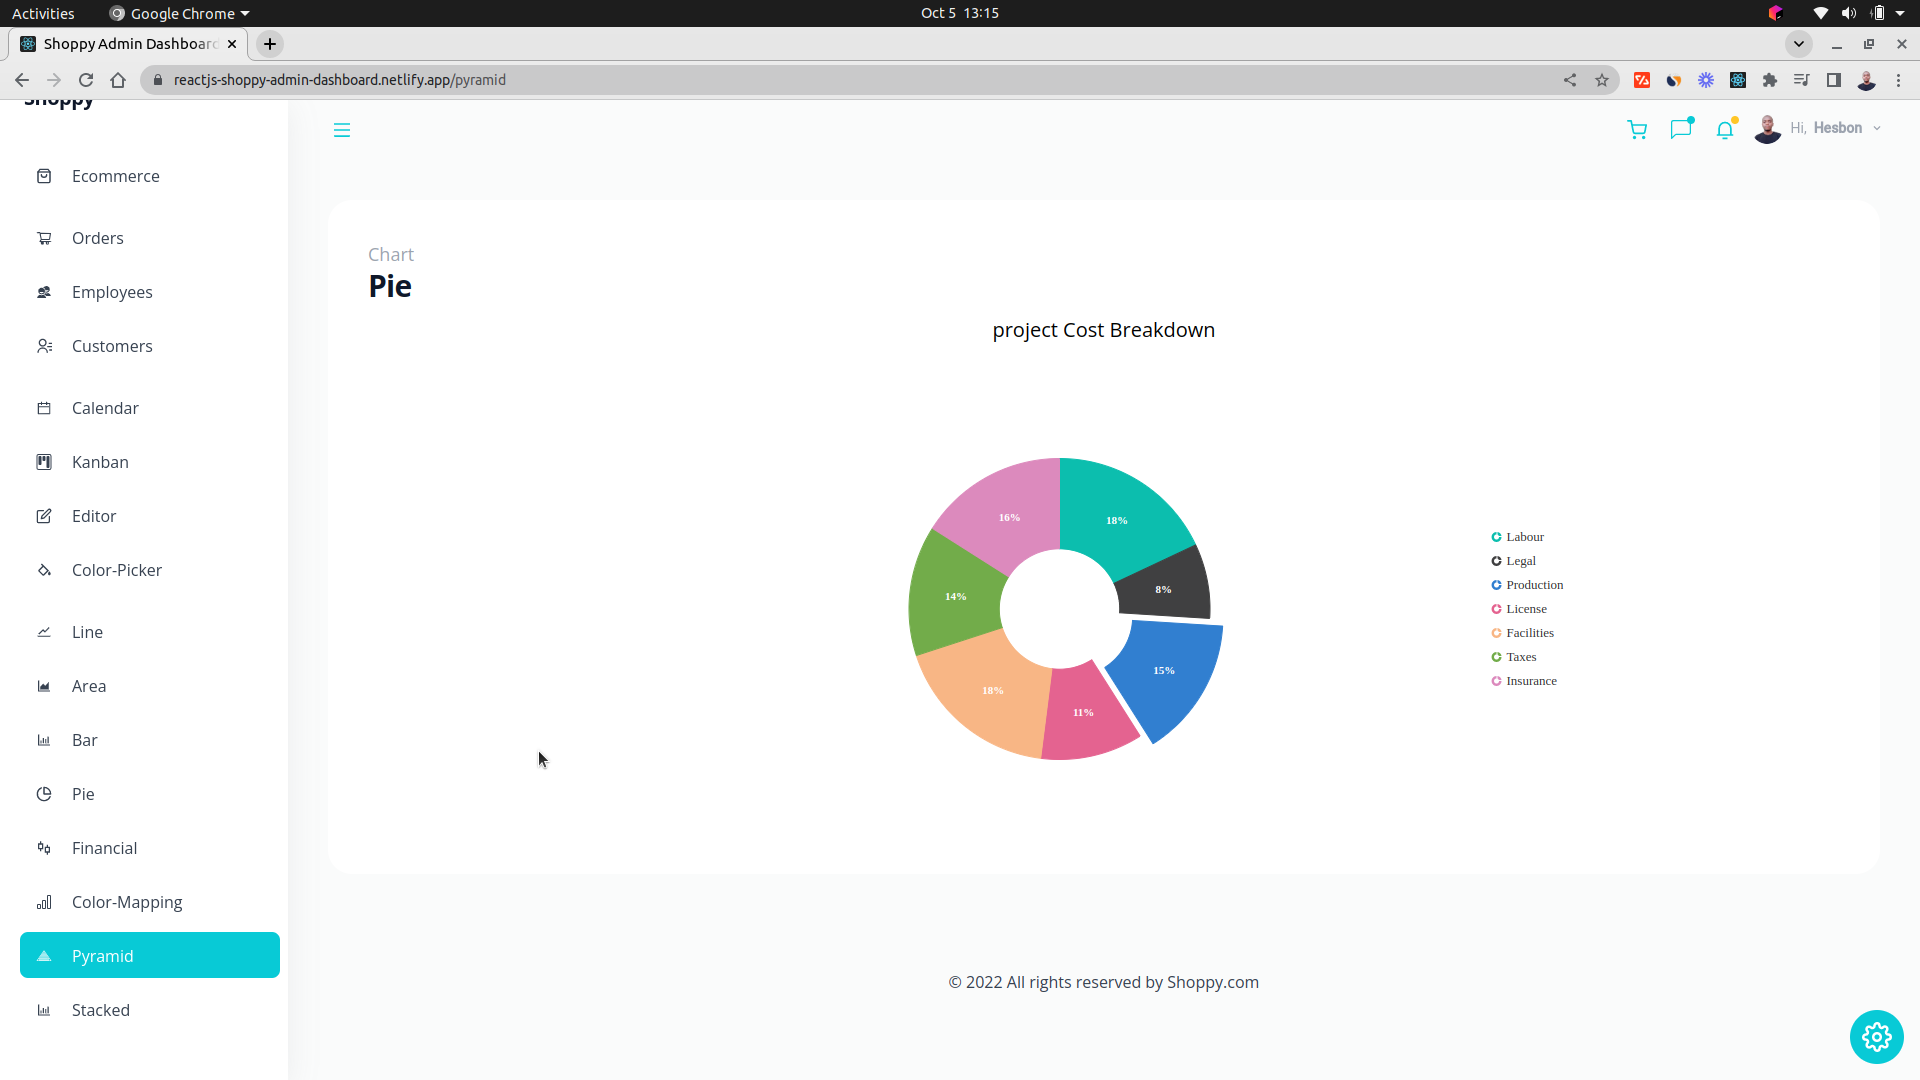 Activities
Google Chrome
Oct 5 13:15
Shoppy Admin Dashboard
reactjs-shoppy-admin-dashboard.netlify.app/pyramid
Shoppy
Hi, Hesbon
Ecommerce
Orders
Employees
Customers
Calendar
Kanban
Editor
Color-Picker
Line
Area
Bar
Pie
Financial
Color-Mapping
Pyramid
Stacked
Chart
Pie
project Cost Breakdown
16%
18%
8%
14%
15%
18%
11%
Labour
Legal
Production
License
Facilities
Taxes
Insurance
© 2022 All rights reserved by Shoppy.com